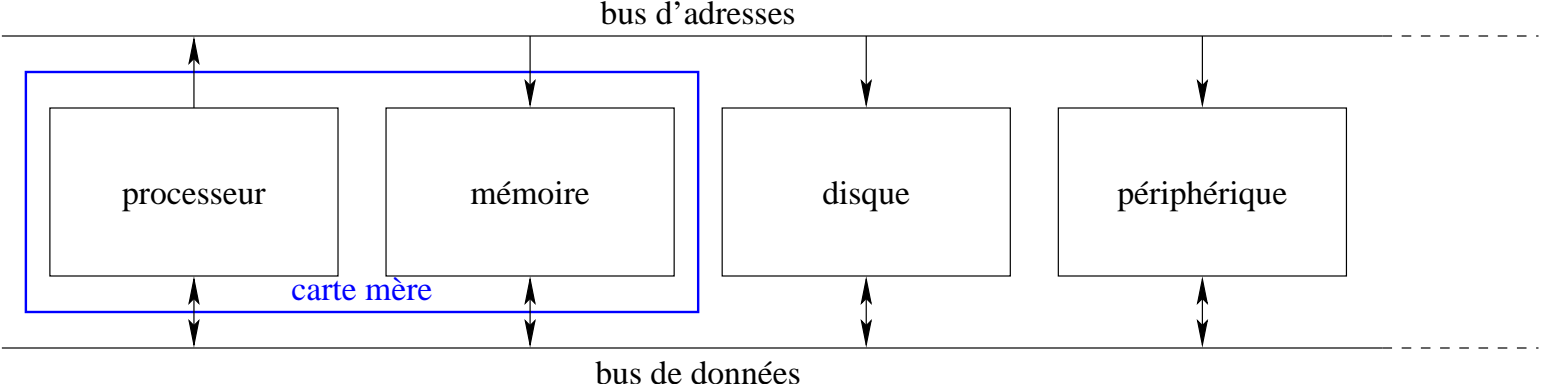 bus d’adresses
processeur
mémoire
disque
périphérique
carte mère
bus de données